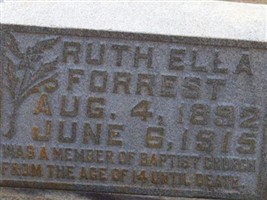 RUTH ELLA
FORREST
AUG. 4, 1892
JUNE 6, 1915
WAS A MEMBER OF BAPTIST CHURCH
FROM THE AGE OF 14 UNTIL DEATH.